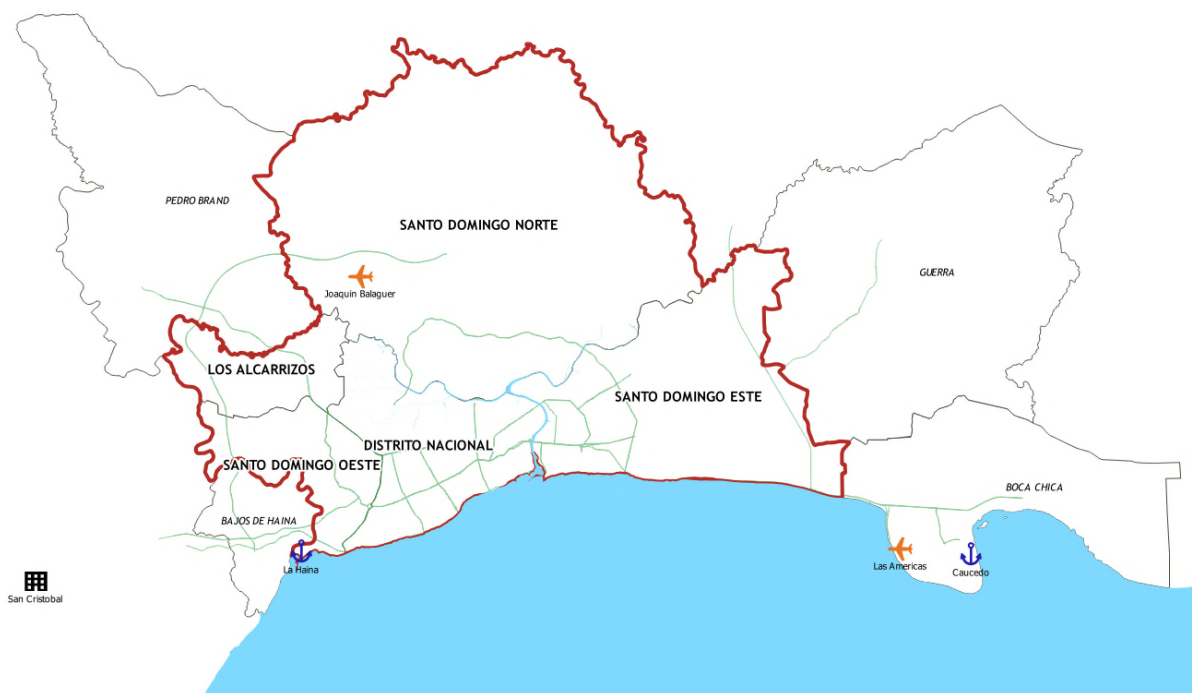 PEDRO BRAND
SANTO DOMINGO NORTE
GUERRA
Joaquin Balaguer
LOS ALCARRIZOS
SANTO DOMINGO ESTE
DISTRITO NACIONAL
SANTO DOMINGO OESTE
BOCA CHICA
BAJOS DE HAINA
Las Americas
La Haina
Caucedo
San Cristobal